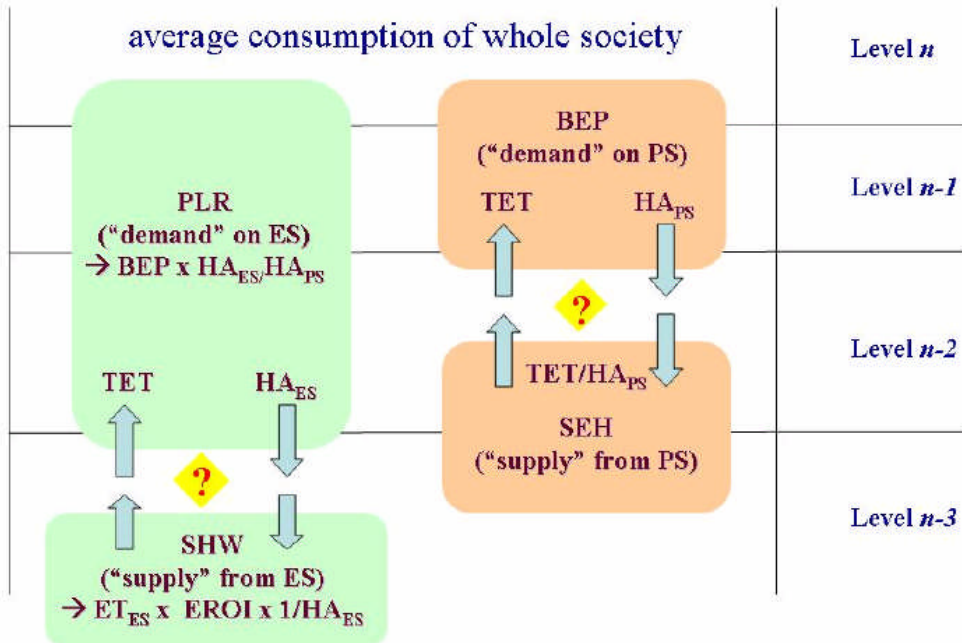 average consumption of whole society
Level n
PLR
("demand" on ES)
→ BEP x HA_ES/HA_PS
TET
HA_ES
?
SHW
("supply" from ES)
→ ET_ES x EROI x 1/HA_ES
BEP
("demand" on PS)
TET
HA_PS
?
TET/HA_PS
SEH
("supply" from PS)
Level n-1
Level n-2
Level n-3